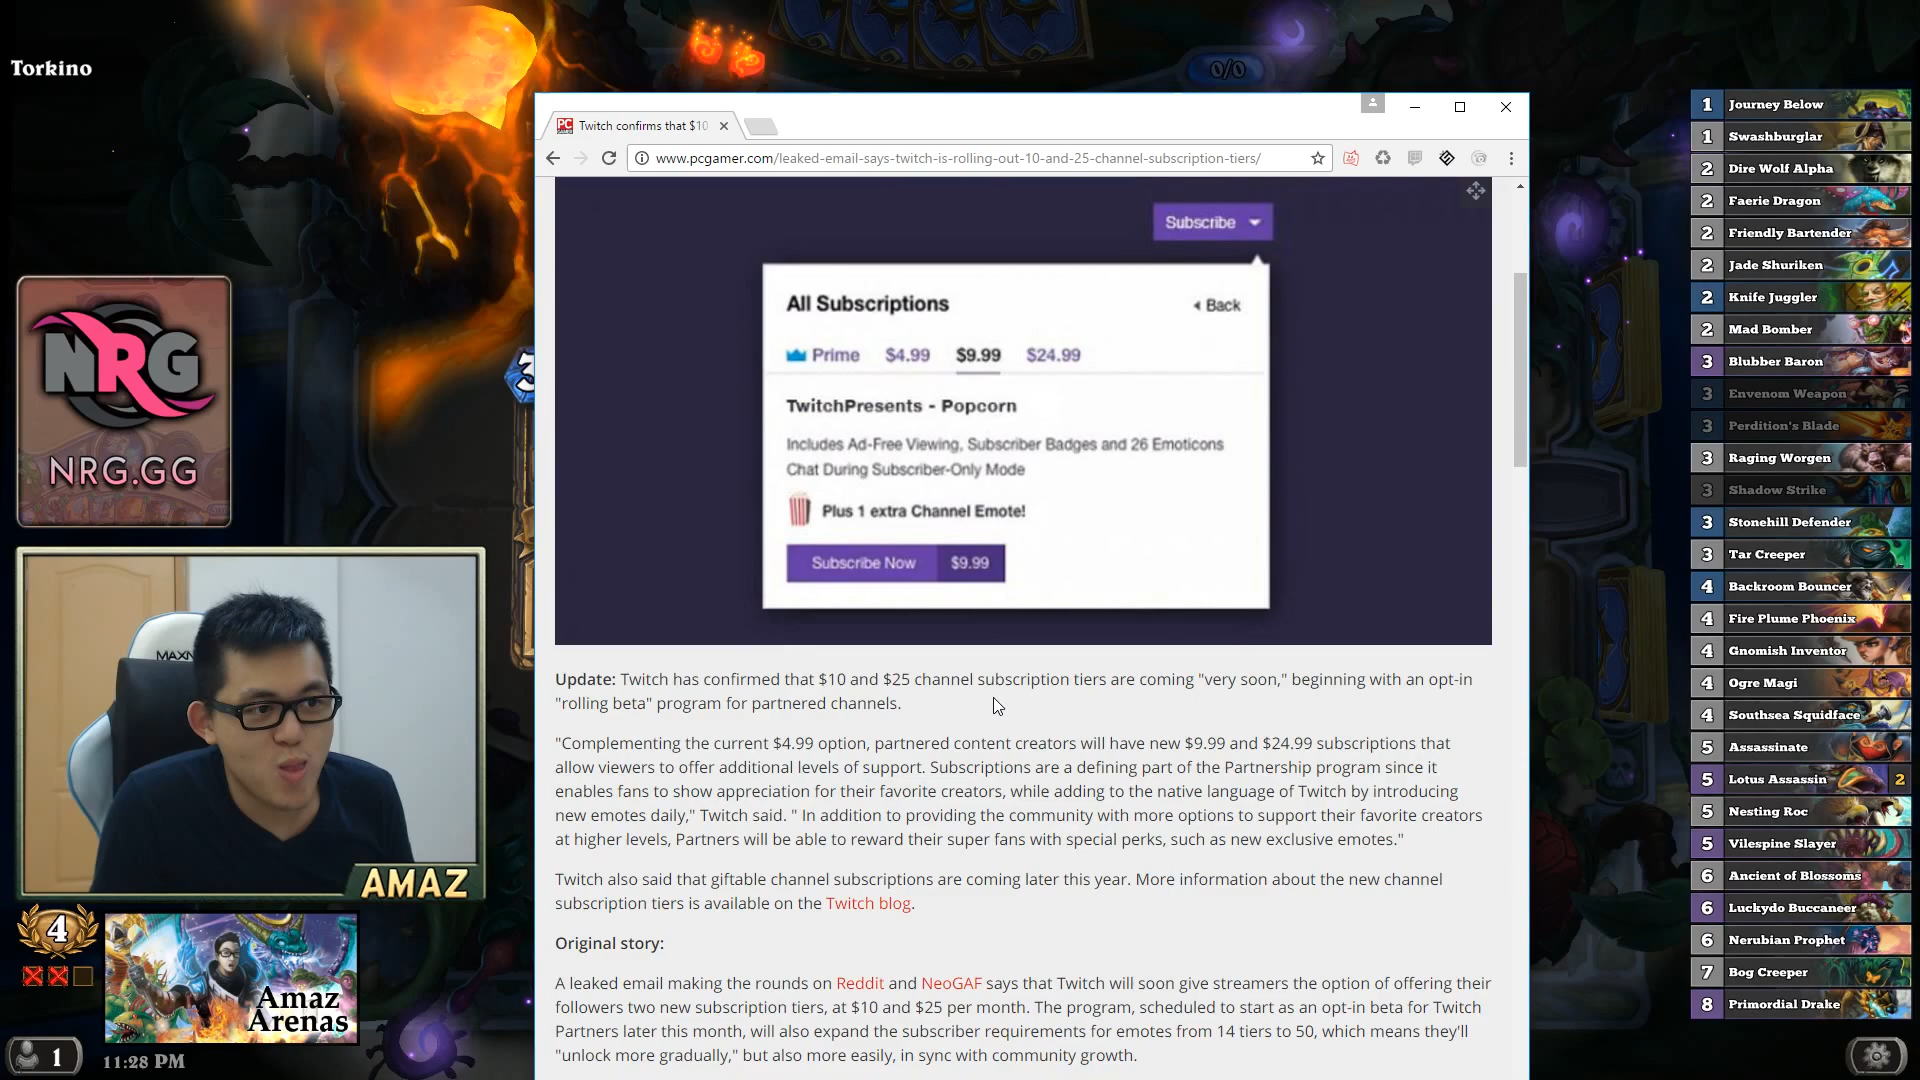 Torkino
0/0
Twitch confirms that $10
www.pcgamer.com/leaked-email-says-twitch-is-rolling-out-10-and-25-channel-subscription-tiers/
Subscribe
All Subscriptions
Back
Prime $4.99 $9.99 $24.99
TwitchPresents - Popcorn
Includes Ad-Free Viewing, Subscriber Badges and 26 Emoticons
Chat During Subscriber-Only Mode
Plus 1 extra Channel Emote!
Subscribe Now $9.99
Update: Twitch has confirmed that $10 and $25 channel subscription tiers are coming "very soon," beginning with an opt-in
"rolling beta" program for partnered channels.
"Complementing the current $4.99 option, partnered content creators will have new $9.99 and $24.99 subscriptions that
allow viewers to offer additional levels of support. Subscriptions are a defining part of the Partnership program since it
enables fans to show appreciation for their favorite creators, while adding to the native language of Twitch by introducing
new emotes daily," Twitch said. " In addition to providing the community with more options to support their favorite creators
at higher levels, Partners will be able to reward their super fans with special perks, such as new exclusive emotes."
Twitch also said that giftable channel subscriptions are coming later this year. More information about the new channel
subscription tiers is available on the Twitch blog.
Original story:
A leaked email making the rounds on Reddit and NeoGAF says that Twitch will soon give streamers the option of offering their
followers two new subscription tiers, at $10 and $25 per month. The program, scheduled to start as an opt-in beta for Twitch
Partners later this month, will also expand the subscriber requirements for emotes from 14 tiers to 50, which means they'll
"unlock more gradually," but also more easily, in sync with community growth.
NRG
NRG.GG
3
MAXN
AMAZ
4
Amaz
Arenas
1
11:28 PM
1 Journey Below
1 Swashburglar
2 Dire Wolf Alpha
2 Faerie Dragon
2 Friendly Bartender
2 Jade Shuriken
2 Knife Juggler
2 Mad Bomber
3 Blubber Baron
3 Envenom Weapon
3 Perdition's Blade
3 Raging Worgen
3 Shadow Strike
3 Stonehill Defender
3 Tar Creeper
4 Backroom Bouncer
4 Fire Plume Phoenix
4 Gnomish Inventor
4 Ogre Magi
4 Southsea Squidface
5 Assassinate
5 Lotus Assassin 2
5 Nesting Roc
5 Vilespine Slayer
6 Ancient of Blossoms
6 Luckydo Buccaneer
6 Nerubian Prophet
7 Bog Creeper
8 Primordial Drake